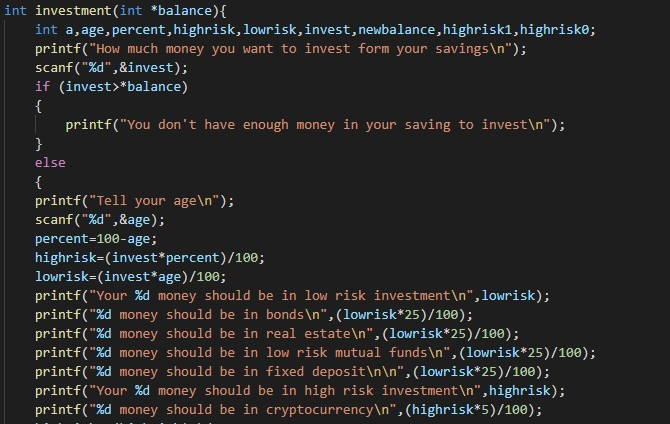 int investment(int *balance){
int a,age,percent,highrisk,lowrisk,invest,newbalance,highrisk1,highrisk0;
printf("How much money you want to invest form your savings\n");
scanf("%d",&invest);
if (invest>*balance)
{
printf("You don't have enough money in your saving to invest\n");
}
else
{
printf("Tell your age\n");
scanf("%d",&age);
percent=100-age;
highrisk=(invest*percent)/100;
lowrisk=(invest*age)/100;
printf("Your %d money should be in low risk investment\n",lowrisk);
printf("%d money should be in bonds\n",(lowrisk*25)/100);
printf("%d money should be in real estate\n",(lowrisk*25)/100);
printf("%d money should be in low risk mutual funds\n",(lowrisk*25)/100);
printf("%d money should be in fixed deposit\n\n",(lowrisk*25)/100);
printf("Your %d money should be in high risk investment\n",highrisk);
printf("%d money should be in cryptocurrency\n",(highrisk*5)/100);